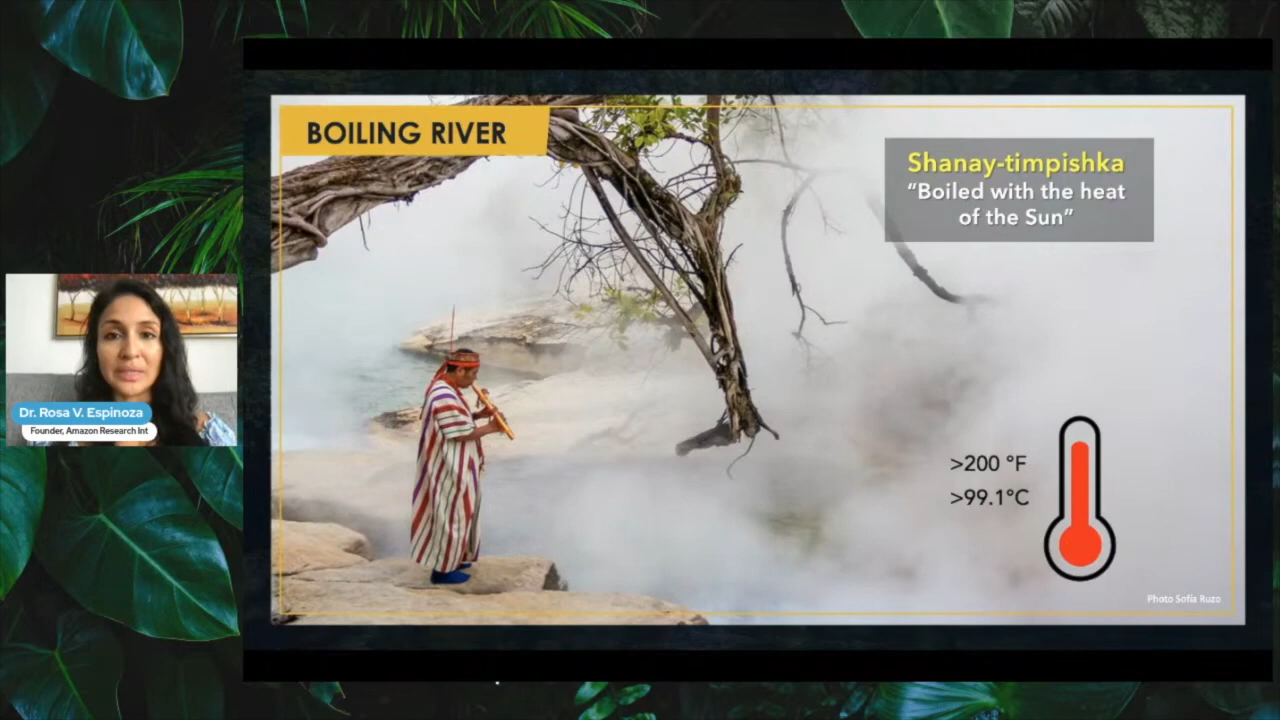 BOILING RIVER
Shanay-timpishka
“Boiled with the heat
of the Sun”
Dr. Rosa V. Espinoza
Founder, Amazon Research Int
>200 °F
>99.1°C
Photo Sofía Ruzo